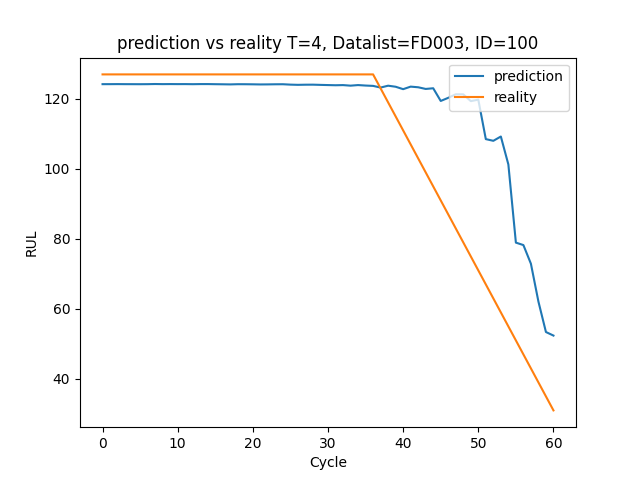 prediction vs reality T=4, Datalist=FD003, ID=100
prediction
reality
120
100
80
60
40
RUL
0 10 20 30 40 50 60
Cycle